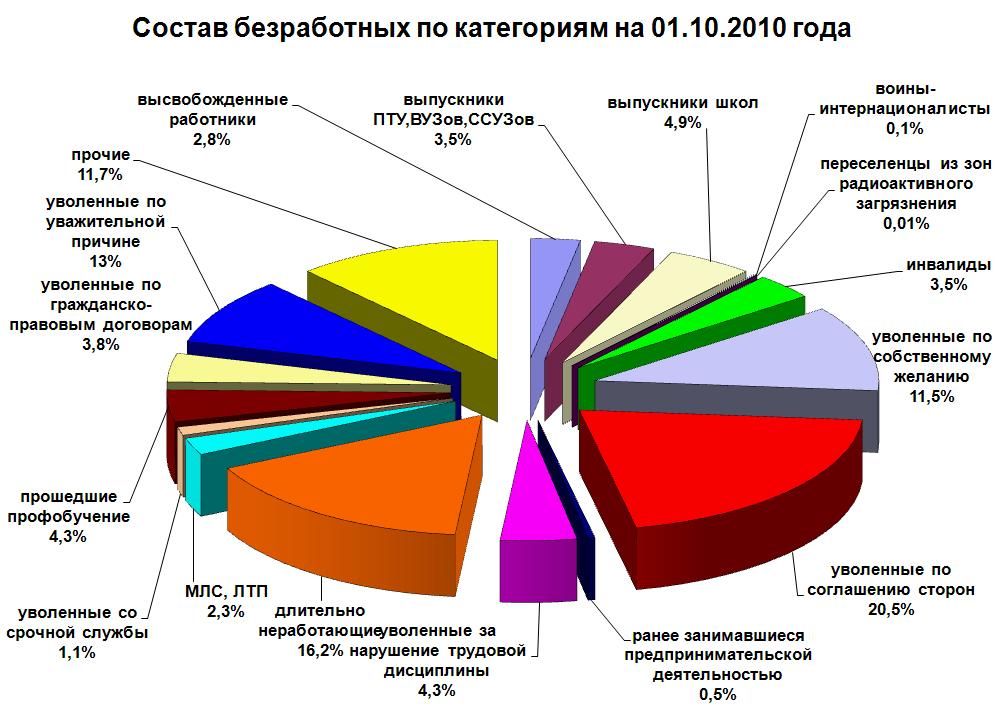 Состав безработных по категориям на 01.10.2010 года
высвобожденные
работники
2,8%
выпускники
ПТУ,ВУЗов,ССУЗов
3,5%
выпускники школ
4,9%
воины-
интернационалисты
0,1%
переселенцы из зон
радиоактивного
загрязнения
0,01%
инвалиды
3,5%
уволенные по
собственному
желанию
11,5%
уволенные по
соглашению сторон
20,5%
ранее занимавшиеся
предпринимательской
деятельностью
0,5%
уволенные за
нарушение трудовой
дисциплины
4,3%
длительно
неработающие
16,2%
МЛС, ЛТП
2,3%
уволенные со
срочной службы
1,1%
прошедшие
профобучение
4,3%
уволенные по
гражданско-
правовым договорам
3,8%
уволенные по
уважительной
причине
13%
прочие
11,7%